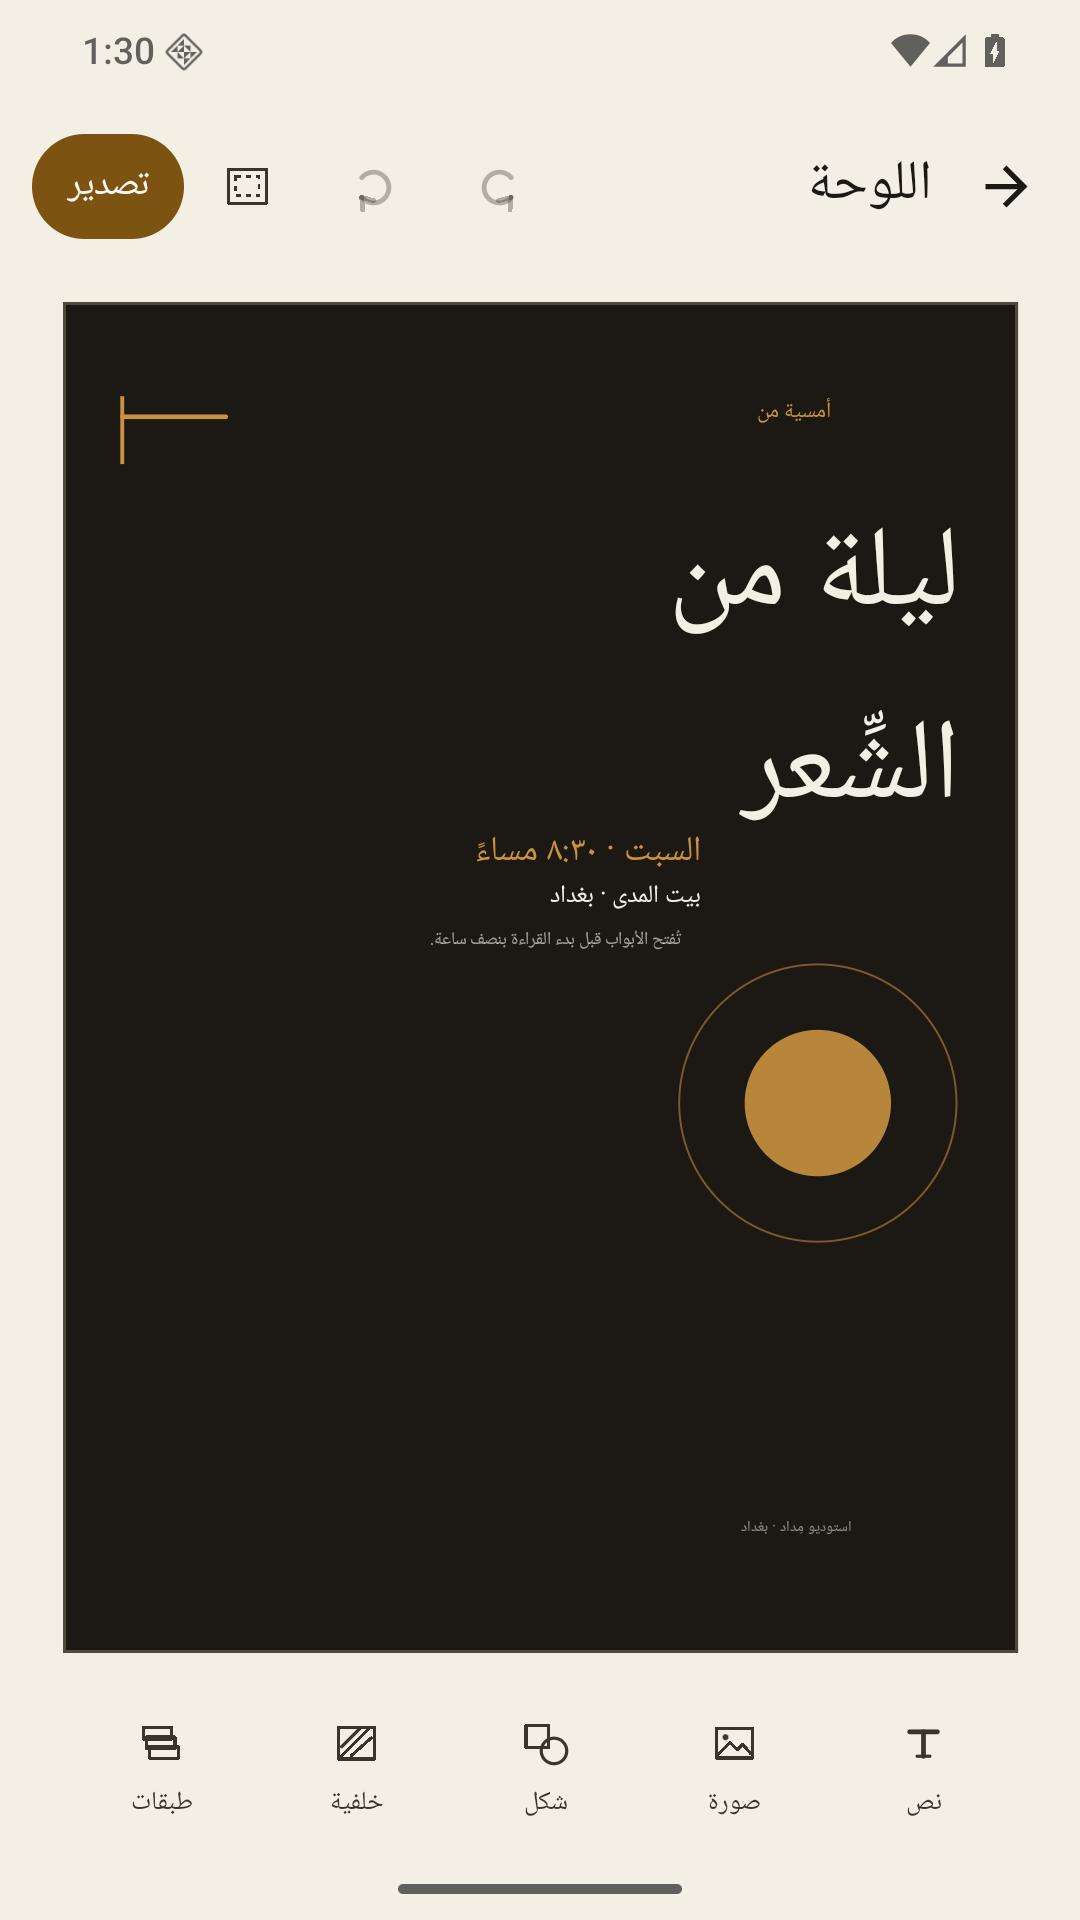 1:30
اللوحة
تصدير
أمسية من
ليلة من
الشِّعر
السبت · ٨:٣٠ مساءً
بيت المدى · بغداد
تُفتح الأبواب قبل بدء القراءة بنصف ساعة.
استوديو مِداد · بغداد
نص
صورة
شكل
خلفية
طبقات